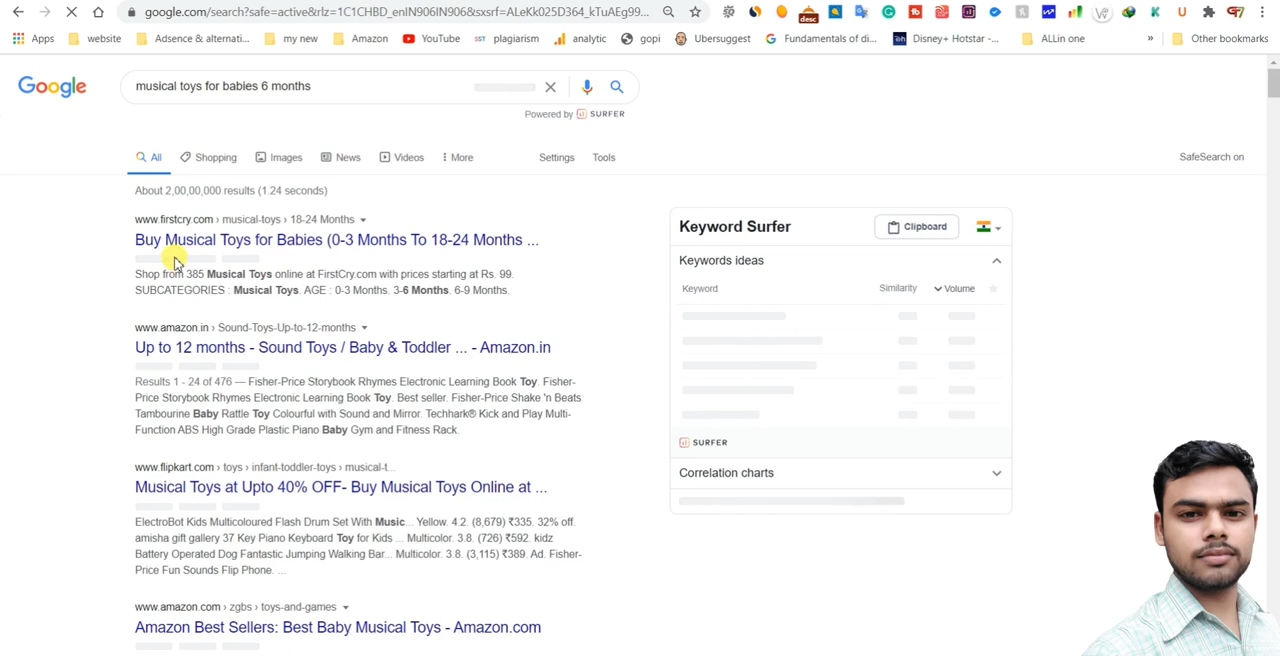 google.com/search?safe=active&rlz=1C1CHBD_enIN906IN906&sxsrf=ALeKk025D364_kTuAEg99...
Apps website Adsence & alternati... my new Amazon YouTube SST plagiarism analytic gopi Ubersuggest Fundamentals of di... Disney+ Hotstar -... ALLin one » Other bookmarks
Google musical toys for babies 6 months
Powered by SURFER
All Shopping Images News Videos More Settings Tools SafeSearch on
About 2,00,00,000 results (1.24 seconds)
www.firstcry.com › musical-toys › 18-24 Months
Buy Musical Toys for Babies (0-3 Months To 18-24 Months ...
Shop from 385 Musical Toys online at FirstCry.com with prices starting at Rs. 99.
SUBCATEGORIES : Musical Toys. AGE : 0-3 Months. 3-6 Months. 6-9 Months.
www.amazon.in › Sound-Toys-Up-to-12-months
Up to 12 months - Sound Toys / Baby & Toddler ... - Amazon.in
Results 1 - 24 of 476 — Fisher-Price Storybook Rhymes Electronic Learning Book Toy. Fisher-
Price Storybook Rhymes Electronic Learning Book Toy. Best seller. Fisher-Price Shake 'n Beats
Tambourine Baby Rattle Toy Colourful with Sound and Mirror. Techhark® Kick and Play Multi-
Function ABS High Grade Plastic Piano Baby Gym and Fitness Rack.
www.flipkart.com › toys › infant-toddler-toys › musical-t...
Musical Toys at Upto 40% OFF- Buy Musical Toys Online at ...
ElectroBot Kids Multicoloured Flash Drum Set With Music... Yellow. 4.2. (8,679) ₹335. 32% off.
amisha gift gallery 37 Key Piano Keyboard Toy for Kids ... Multicolor. 3.8. (726) ₹592. kidz
Battery Operated Dog Fantastic Jumping Walking Bar... Multicolor. 3.8. (3,115) ₹389. Ad. Fisher-
Price Fun Sounds Flip Phone. ...
www.amazon.com › zgbs › toys-and-games
Amazon Best Sellers: Best Baby Musical Toys - Amazon.com
Keyword Surfer Clipboard
Keywords ideas
Keyword Similarity Volume
SURFER
Correlation charts